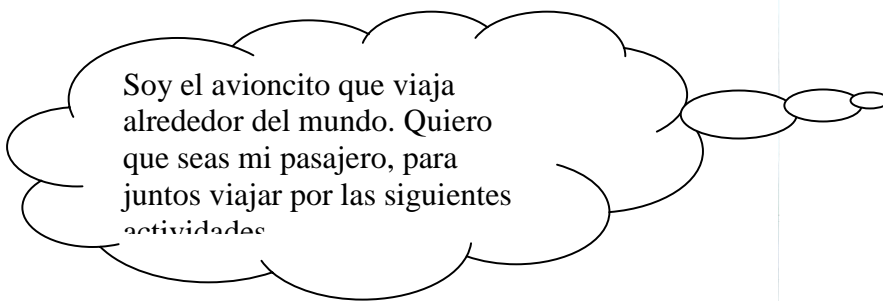 Soy el avioncito que viaja
alrededor del mundo. Quiero
que seas mi pasajero, para
juntos viajar por las siguientes
actividades